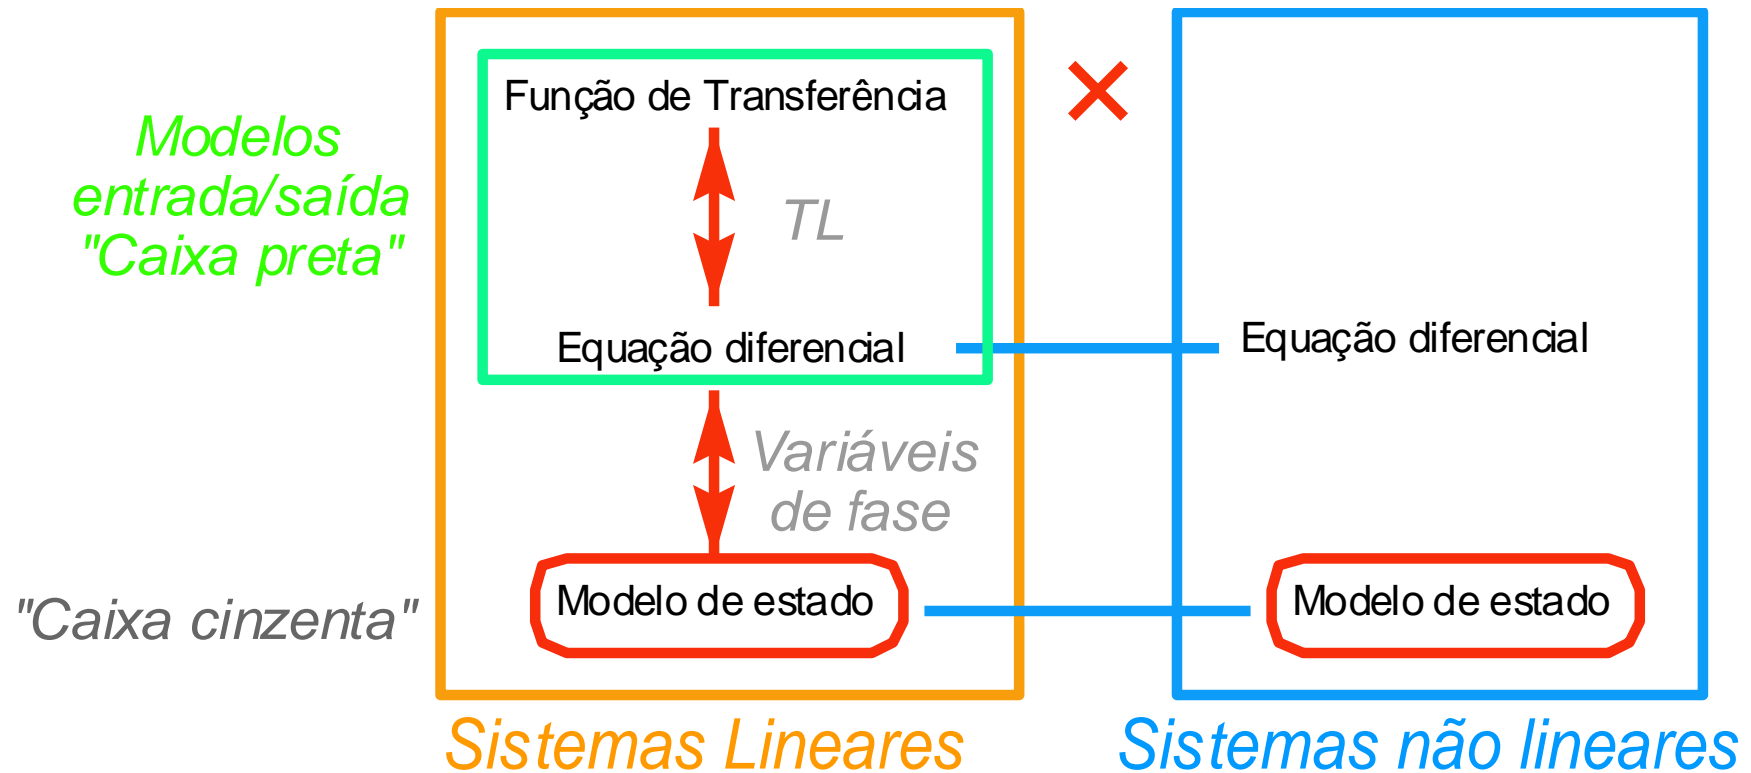 Função de Transferência
Modelos
entrada/saída
"Caixa preta"
TL
Equação diferencial
Equação diferencial
Variáveis
de fase
"Caixa cinzenta"
Modelo de estado
Modelo de estado
Sistemas Lineares
Sistemas não lineares